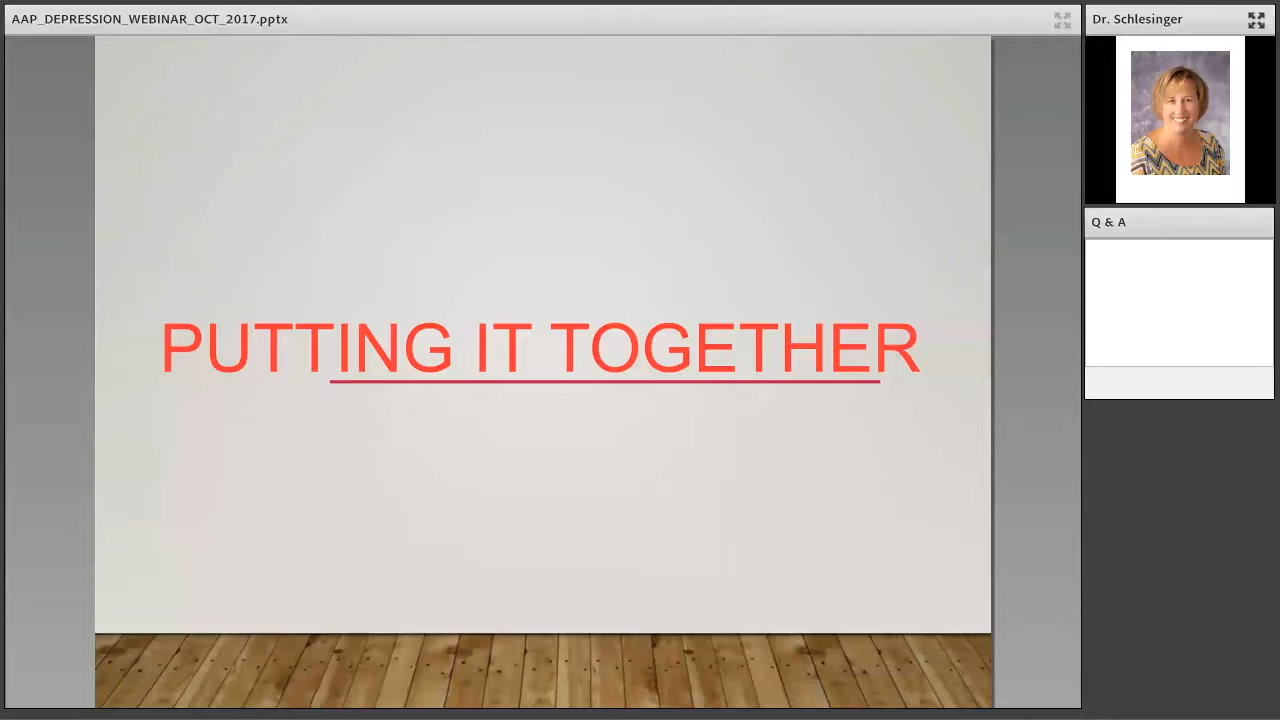 AAP_DEPRESSION_WEBINAR_OCT_2017.pptx
Dr. Schlesinger
Q & A
PUTTING IT TOGETHER